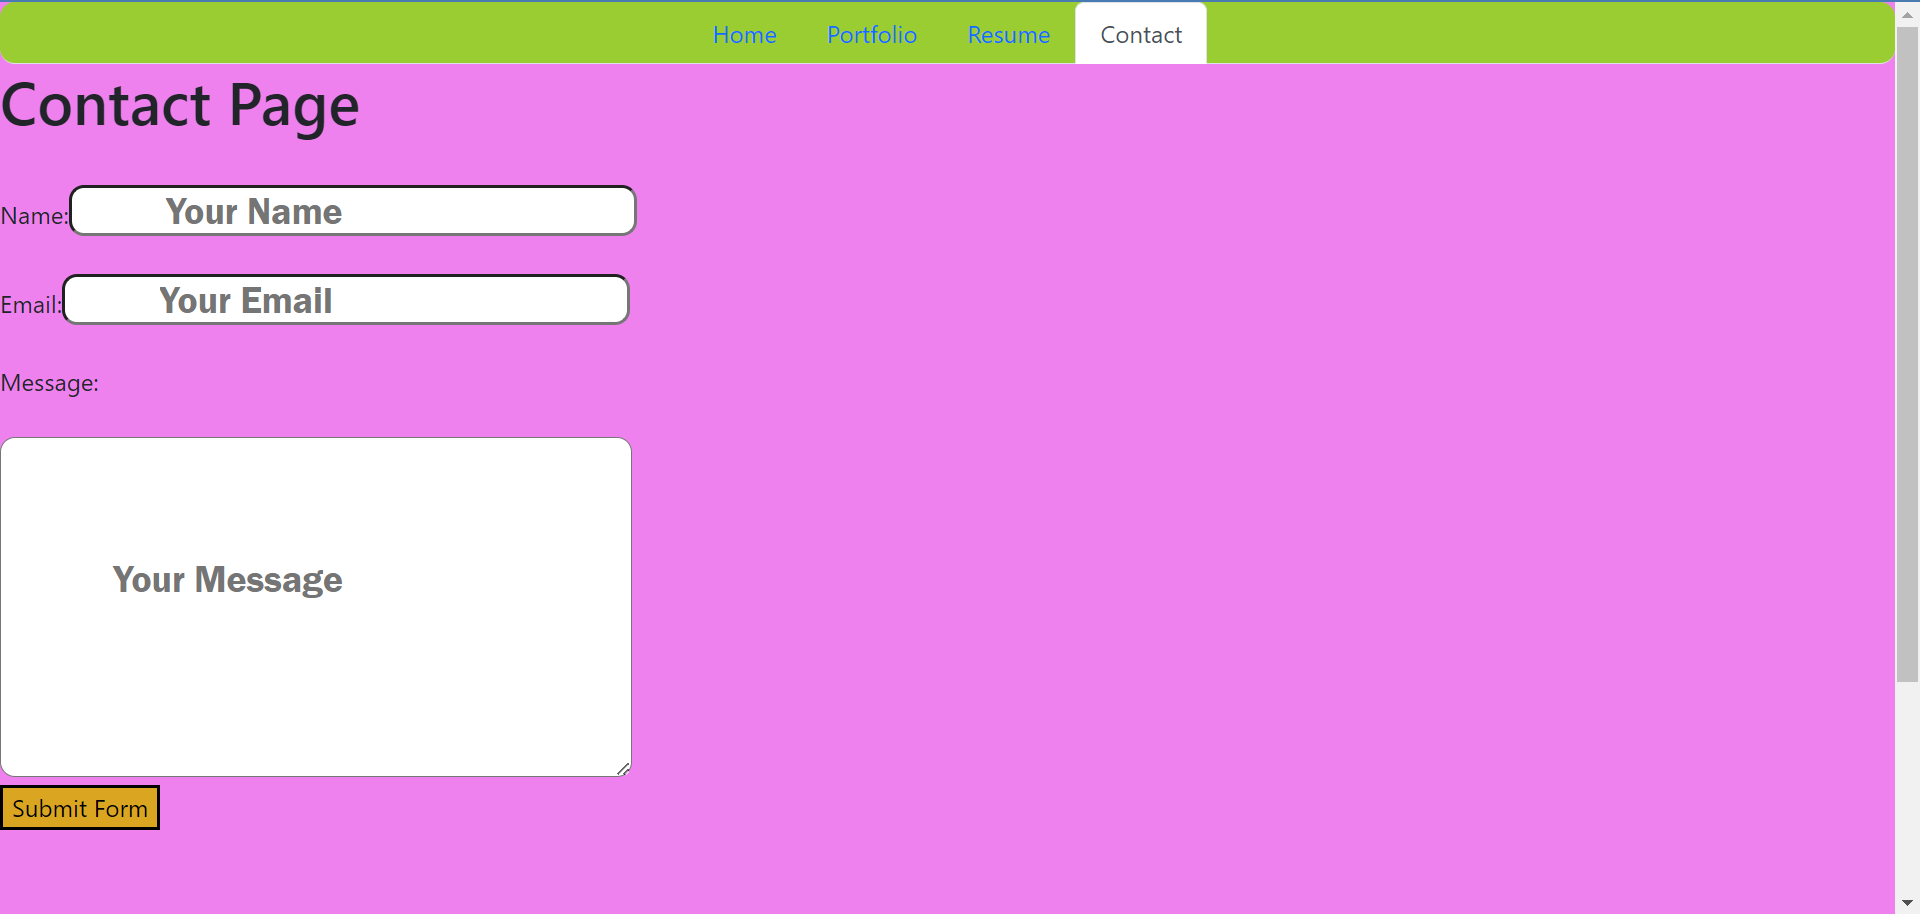 Home Portfolio Resume Contact
Contact Page
Name: Your Name
Email: Your Email
Message:
Your Message
Submit Form